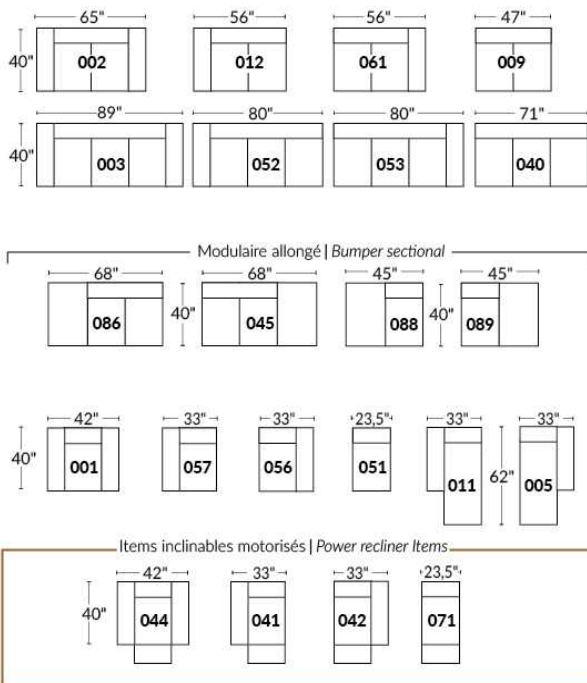 65" 56" 56" 47"
40" 002 012 061 009
89" 80" 80" 71"
40" 003 052 053 040
Modulaire allongé | Bumper sectional
68" 68" 45" 45"
086 40" 045 088 40" 089
42" 33" 33" 23,5" 33" 33"
40" 001 057 056 051 011 62" 005
Items inclinables motorisés | Power recliner Items
42" 33" 33" 23,5"
40" 044 041 042 071